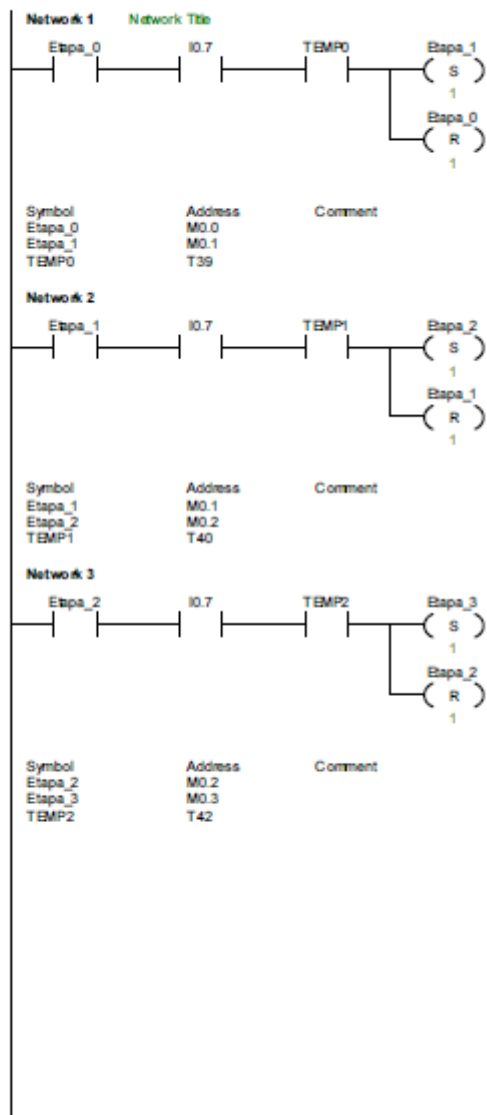 Network 1 Network Title
Etapa_0 I0.7 TEMP0 Etapa_1
S
1
Etapa_0
R
1
Symbol Address Comment
Etapa_0 M0.0
Etapa_1 M0.1
TEMP0 T39
Network 2
Etapa_1 I0.7 TEMP1 Etapa_2
S
1
Etapa_1
R
1
Symbol Address Comment
Etapa_1 M0.1
Etapa_2 M0.2
TEMP1 T40
Network 3
Etapa_2 I0.7 TEMP2 Etapa_3
S
1
Etapa_2
R
1
Symbol Address Comment
Etapa_2 M0.2
Etapa_3 M0.3
TEMP2 T42